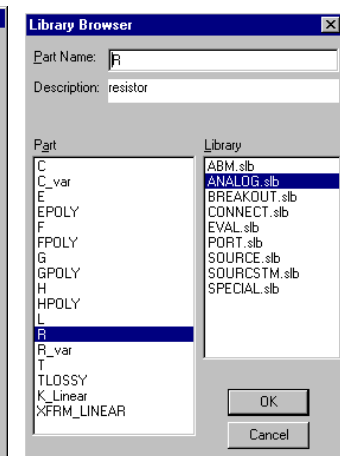 Library Browser
Part Name: R
Description: resistor
Part
C
C_var
E
EPOLY
F
FPOLY
G
GPOLY
H
HPOLY
L
R
R_var
T
TLOSSY
K_Linear
XFRM_LINEAR
Library
ABM.slb
ANALOG.slb
BREAKOUT.slb
CONNECT.slb
EVAL.slb
PORT.slb
SOURCE.slb
SOURCSTM.slb
SPECIAL.slb
OK
Cancel